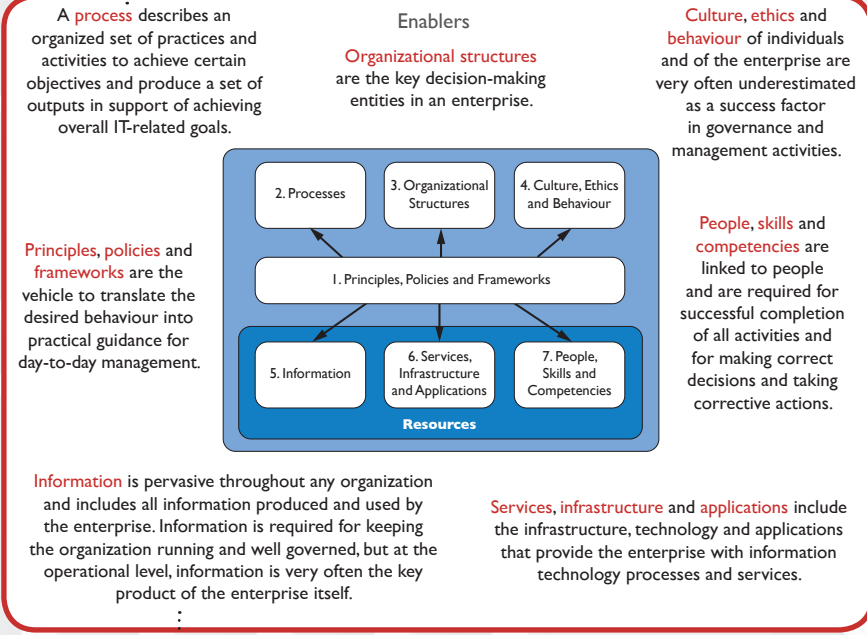 A process describes an
organized set of practices and
activities to achieve certain
objectives and produce a set of
outputs in support of achieving
overall IT-related goals.
Enablers
Organizational structures
are the key decision-making
entities in an enterprise.
Culture, ethics and
behaviour of individuals
and of the enterprise are
very often underestimated
as a success factor
in governance and
management activities.
2. Processes
3. Organizational
Structures
4. Culture, Ethics
and Behaviour
Principles, policies and
frameworks are the
vehicle to translate the
desired behaviour into
practical guidance for
day-to-day management.
1. Principles, Policies and Frameworks
People, skills and
competencies are
linked to people
and are required for
successful completion
of all activities and
for making correct
decisions and taking
corrective actions.
5. Information
6. Services,
Infrastructure
and Applications
7. People,
Skills and
Competencies
Resources
Information is pervasive throughout any organization
and includes all information produced and used by
the enterprise. Information is required for keeping
the organization running and well governed, but at the
operational level, information is very often the key
product of the enterprise itself.
Services, infrastructure and applications include
the infrastructure, technology and applications
that provide the enterprise with information
technology processes and services.